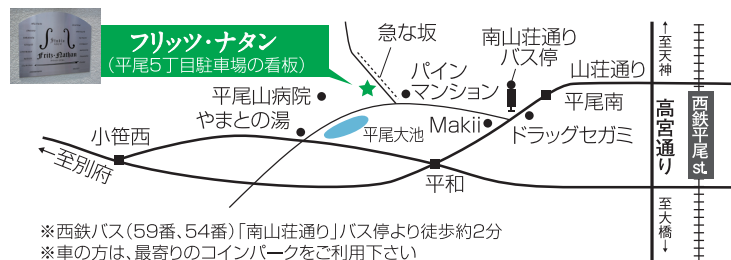 Fritz-Nathan
フリッツ・ナタン
(平尾5丁目駐車場の看板)
急な坂
南山荘通り
バス停
山荘通り
パイン
マンション
平尾山病院
やまとの湯
平尾大池
Makii
平尾南
ドラッグセガミ
小笹西
←至別府
平和
←至天神
高宮通り
西鉄平尾st.
至大橋→
※西鉄バス(59番、54番)「南山荘通り」バス停より徒歩約2分
※車の方は、最寄りのコインパークをご利用下さい